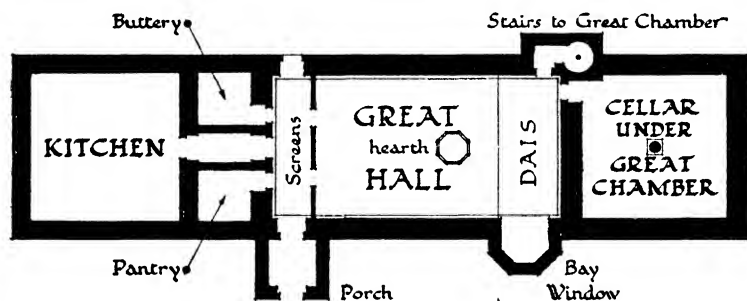 Buttery
Stairs to Great Chamber
KITCHEN
Screens
GREAT
hearth
HALL
DAIS
CELLAR
UNDER
GREAT
CHAMBER
Pantry
Porch
Bay
Window